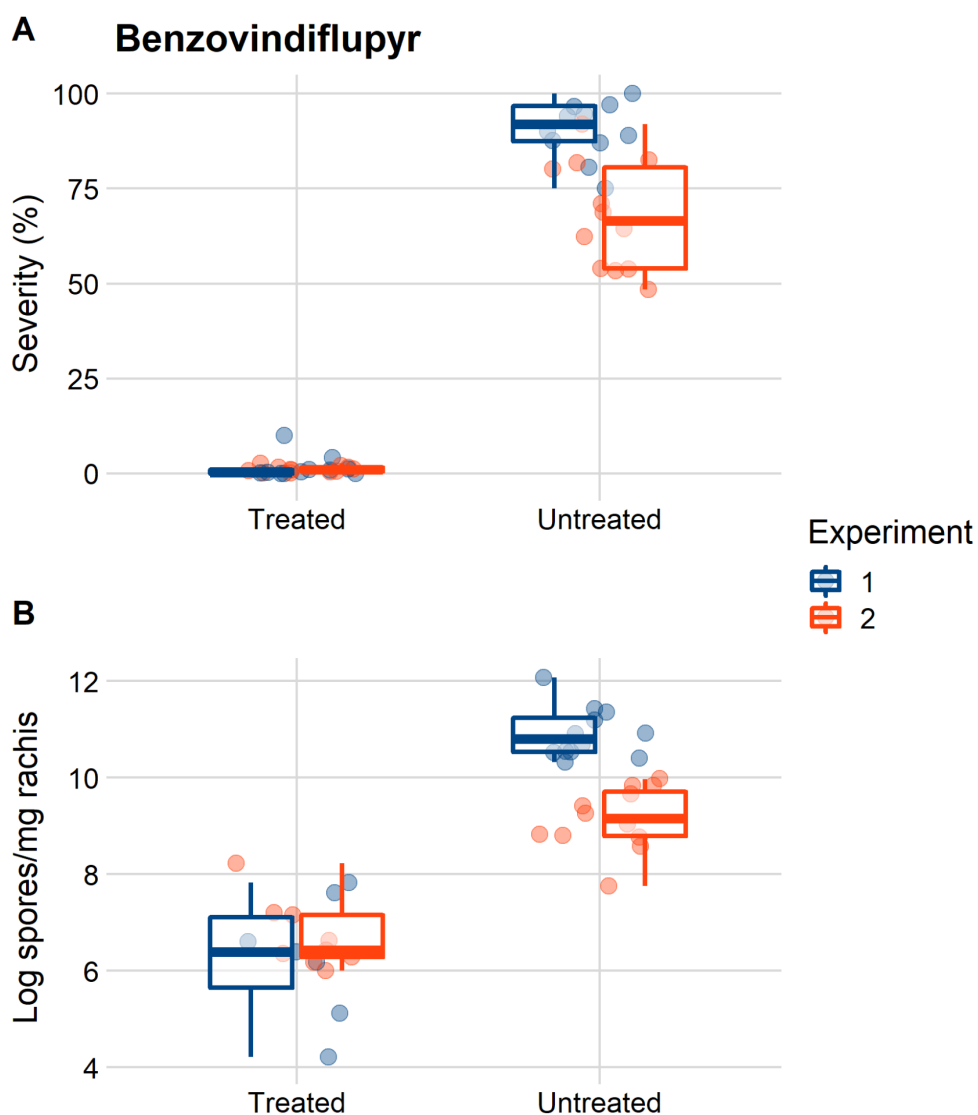 A Benzovindiflupyr
Severity (%)
100
75
50
25
0
Treated Untreated
Experiment
1
2
B
Log spores/mg rachis
12
10
8
6
4
Treated Untreated